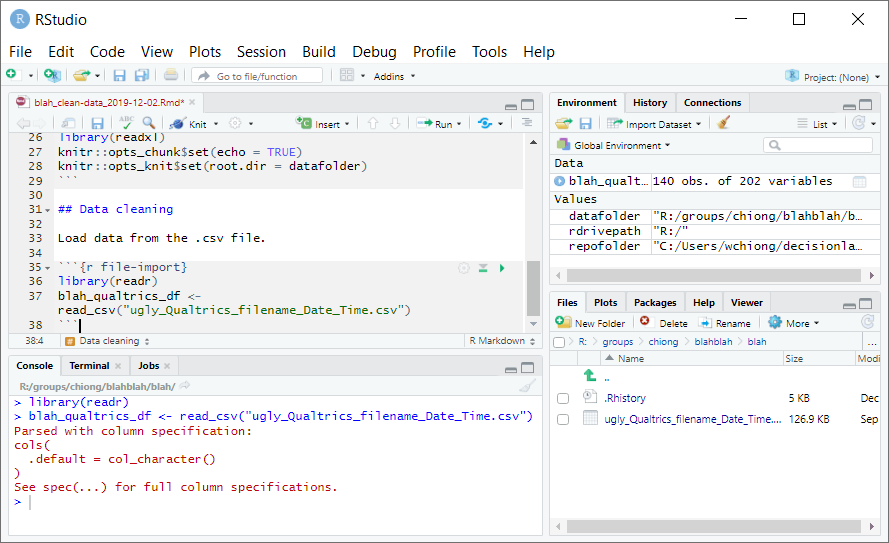 RStudio
File Edit Code View Plots Session Build Debug Profile Tools Help
Go to file/function Addins Project: (None)
blah_clean-data_2019-12-02.Rmd*
ABC Knit Insert Run
26 library(readxl)
27 knitr::opts_chunk$set(echo = TRUE)
28 knitr::opts_knit$set(root.dir = datafolder)
29 ```
30
31 ## Data cleaning
32
33 Load data from the .csv file.
34
35 ```{r file-import}
36 library(readr)
37 blah_qualtrics_df <-
read_csv("ugly_Qualtrics_filename_Date_Time.csv")
38 ```
38:4 # Data cleaning R Markdown
Console Terminal Jobs
R:/groups/chiong/blahblah/blah/
> library(readr)
> blah_qualtrics_df <- read_csv("ugly_Qualtrics_filename_Date_Time.csv")
Parsed with column specification:
cols(
.default = col_character()
)
See spec(...) for full column specifications.
>
Environment History Connections
Import Dataset List
Global Environment
Data
blah_qualt... 140 obs. of 202 variables
Values
datafolder "R:/groups/chiong/blahblah/b...
rdrivepath "R:/"
repofolder "C:/Users/wchiong/decisionla...
Files Plots Packages Help Viewer
New Folder Delete Rename More
R: groups chiong blahblah blah ...
Name Size Modi
..
.Rhistory 5 KB Dec
ugly_Qualtrics_filename_Date_Time.... 126.9 KB Sep